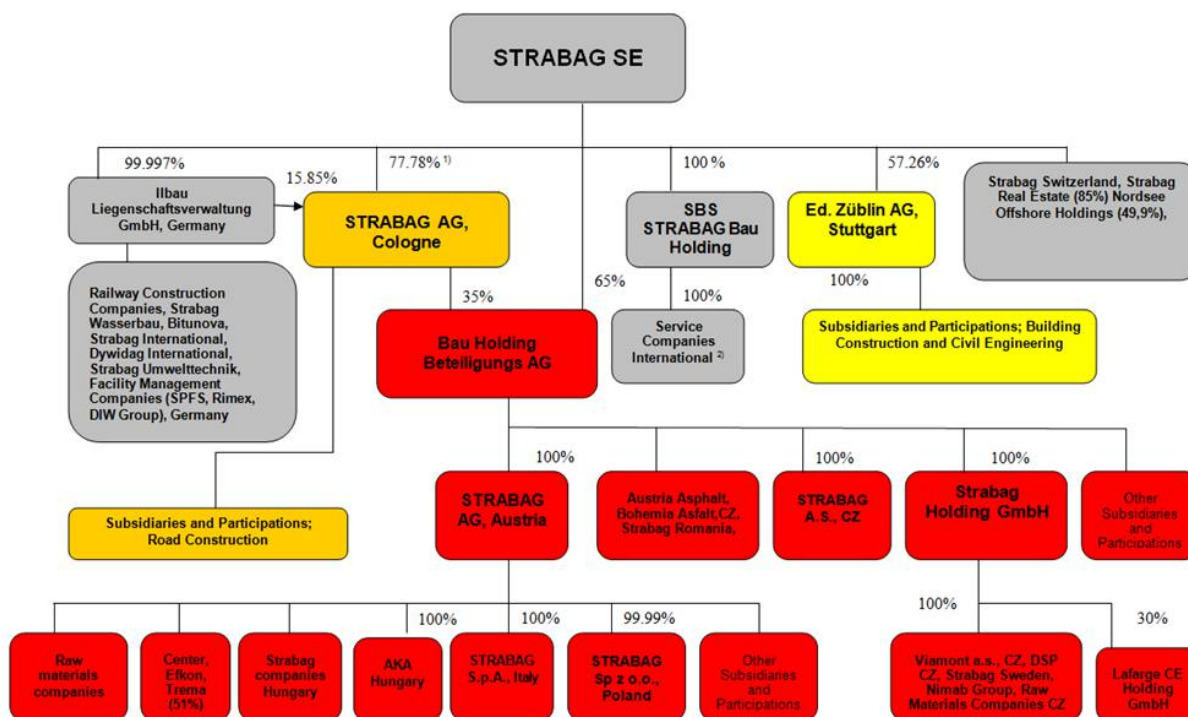 STRABAG SE
99.997%
15.85%
77.78% ¹⁾
100 %
57.26%
Ilbau
Liegenschaftsverwaltung
GmbH, Germany
STRABAG AG,
Cologne
SBS
STRABAG Bau
Holding
Ed. Züblin AG,
Stuttgart
Strabag Switzerland, Strabag
Real Estate (85%) Nordsee
Offshore Holdings (49,9%),
35%
65%
100%
100%
Railway Construction
Companies, Strabag
Wasserbau, Bitunova,
Strabag International,
Dywidag International,
Strabag Umwelttechnik,
Facility Management
Companies (SPFS, Rimex,
DIW Group), Germany
Bau Holding
Beteiligungs AG
Service
Companies
International ²⁾
Subsidiaries and Participations; Building
Construction and Civil Engineering
100%
100%
100%
Subsidiaries and Participations;
Road Construction
STRABAG
AG, Austria
Austria Asphalt,
Bohemia Asfalt,CZ,
Strabag Romania,
STRABAG
A.S., CZ
Strabag
Holding GmbH
Other
Subsidiaries
and
Participations
100%
100%
99.99%
100%
30%
Raw
materials
companies
Center,
Efkon,
Trema
(51%)
Strabag
companies
Hungary
AKA
Hungary
STRABAG
S.p.A., Italy
STRABAG
Sp z o.o.,
Poland
Other
Subsidiaries
and
Participations
Viamont a.s., CZ, DSP
CZ, Strabag Sweden,
Nimab Group, Raw
Materials Companies CZ
Lafarge CE
Holding
GmbH